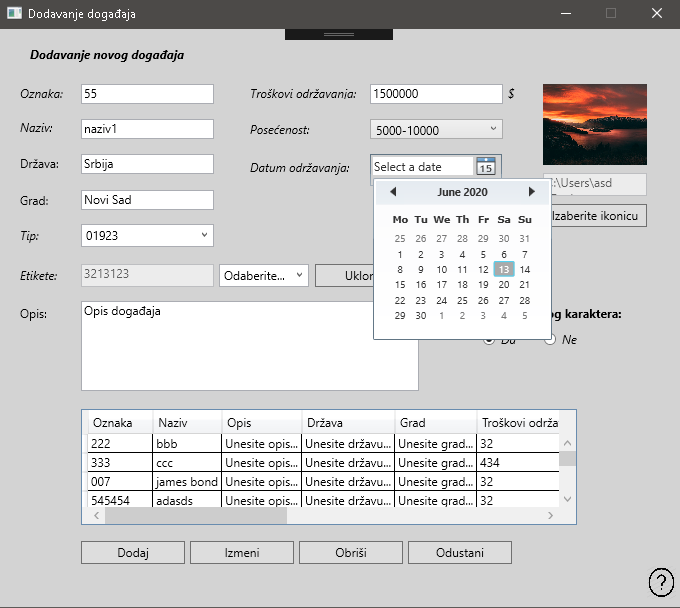 Dodavanje događaja
Dodavanje novog događaja
Oznaka: 55 Troškovi održavanja: 1500000 $
Naziv: naziv1 Posećenost: 5000-10000
Država: Srbija Datum održavanja: Select a date 15
C:\Users\asd
Grad: Novi Sad
Izaberite ikonicu
Tip: 01923
Etikete: 3213123 Odaberite... Uklon
June 2020
Mo Tu We Th Fr Sa Su
25 26 27 28 29 30 31
1 2 3 4 5 6 7
8 9 10 11 12 13 14
15 16 17 18 19 20 21
22 23 24 25 26 27 28
29 30 1 2 3 4 5
Opis: Opis događaja
og karaktera:
Da Ne
Oznaka Naziv Opis Država Grad Troškovi održa
222 bbb Unesite opis... Unesite državu... Unesite grad... 32
333 ccc Unesite opis... Unesite državu... Unesite grad... 434
007 james bond Unesite opis... Unesite državu... Unesite grad... 32
545454 adasds Unesite opis... Unesite državu... Unesite grad... 32
Dodaj Izmeni Obriši Odustani
?